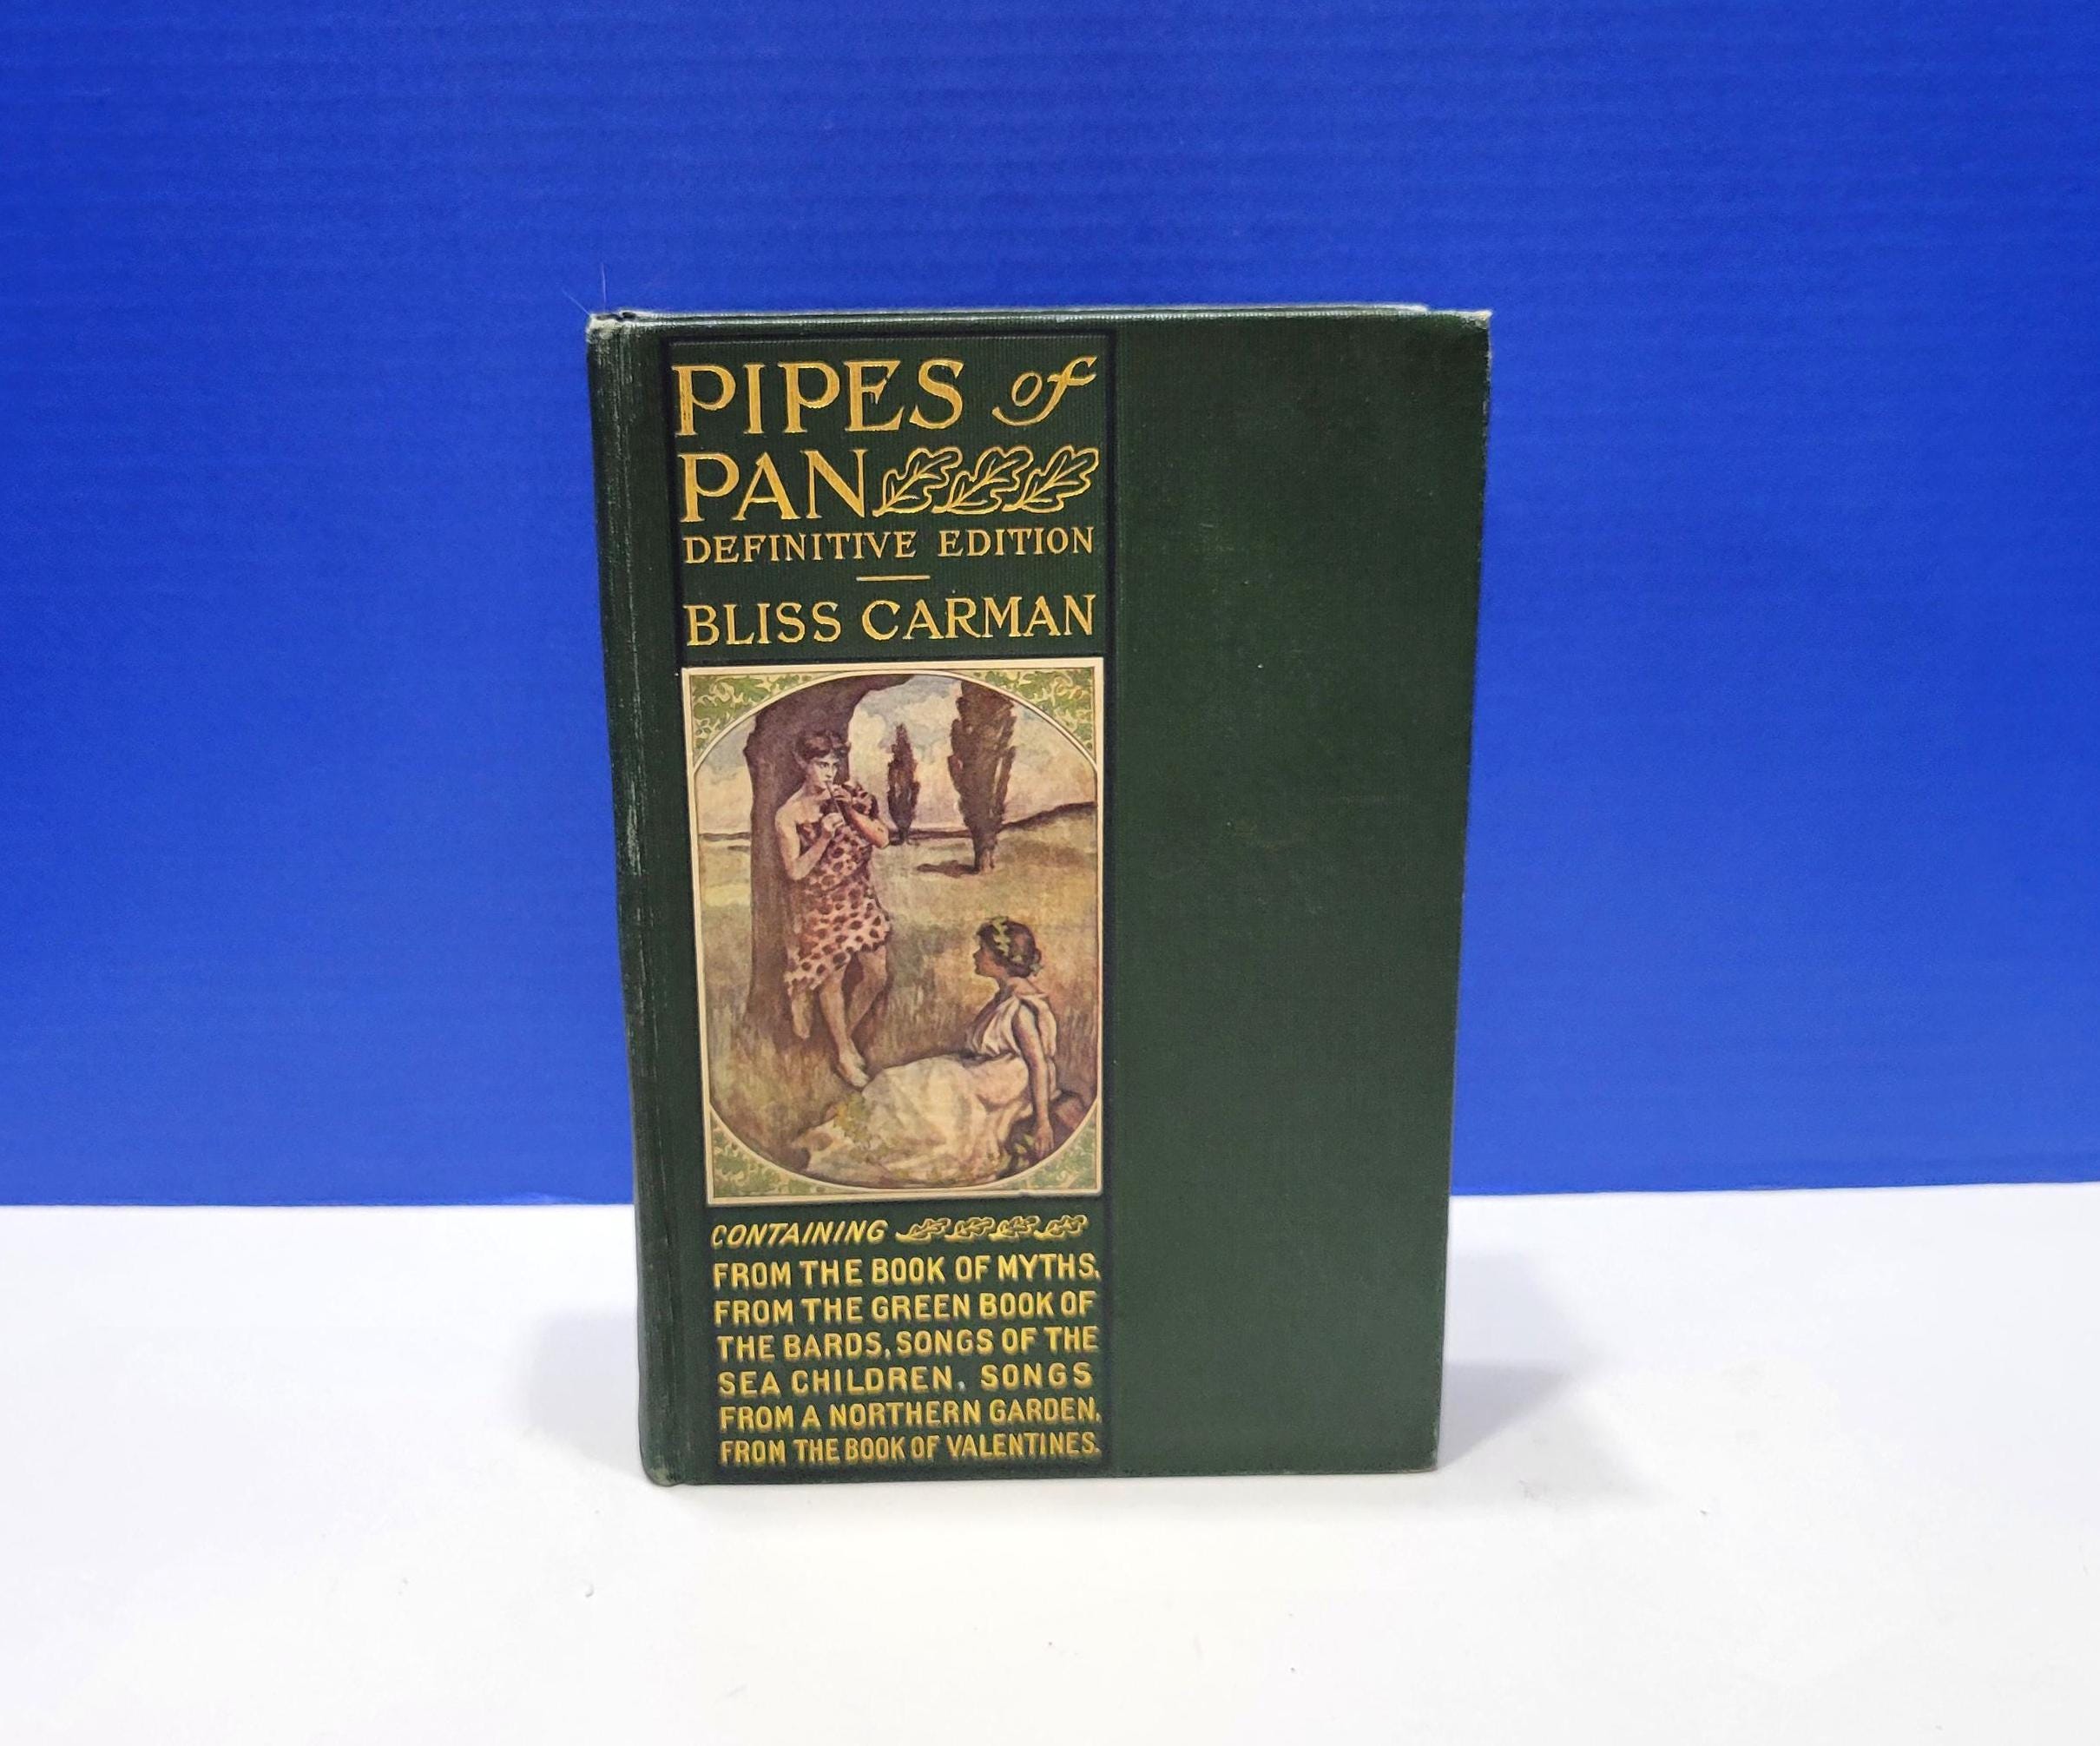 PIPES of
PAN
DEFINITIVE EDITION
BLISS CARMAN
CONTAINING
FROM THE BOOK OF MYTHS,
FROM THE GREEN BOOK OF
THE BARDS, SONGS OF THE
SEA CHILDREN, SONGS
FROM A NORTHERN GARDEN,
FROM THE BOOK OF VALENTINES.